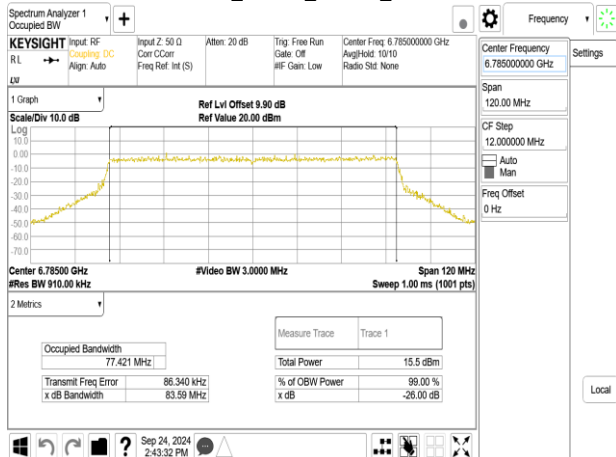 Spectrum Analyzer 1
Occupied BW
+
Frequency
KEYSIGHT
RL
LXI
Input: RF
Coupling: DC
Align: Auto
Input Z: 50 Ω
Corr CCorr
Freq Ref: Int (S)
Atten: 20 dB
Trig: Free Run
Gate: Off
#IF Gain: Low
Center Freq: 6.785000000 GHz
Avg|Hold: 10/10
Radio Std: None
Center Frequency
6.785000000 GHz
Settings
Span
120.00 MHz
CF Step
12.000000 MHz
Auto
Man
Freq Offset
0 Hz
Local
1 Graph
Scale/Div 10.0 dB
Ref Lvl Offset 9.90 dB
Ref Value 20.00 dBm
Log
10.0
0.00
-10.0
-20.0
-30.0
-40.0
-50.0
-60.0
-70.0
Center 6.78500 GHz
#Video BW 3.0000 MHz
Span 120 MHz
#Res BW 910.00 kHz
Sweep 1.00 ms (1001 pts)
2 Metrics
Measure Trace
Trace 1
Occupied Bandwidth
77.421 MHz
Total Power
15.5 dBm
Transmit Freq Error
86.340 kHz
% of OBW Power
99.00 %
x dB Bandwidth
83.59 MHz
x dB
-26.00 dB
?
Sep 24, 2024
2:43:32 PM